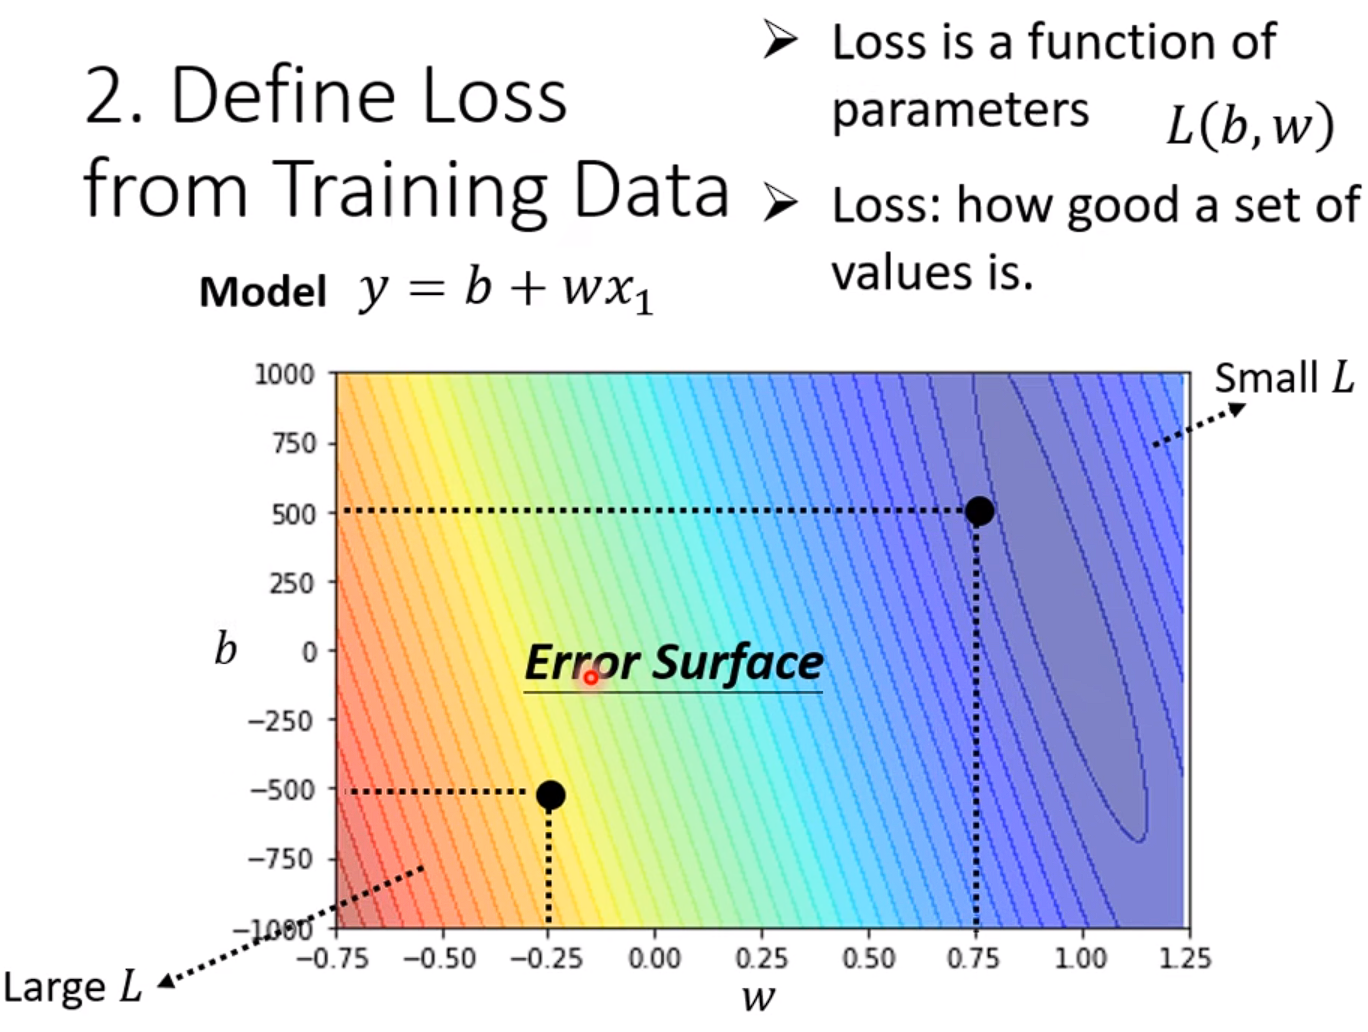 2. Define Loss
from Training Data
➢ Loss is a function of
parameters L(b, w)
➢ Loss: how good a set of
values is.
Model y = b + wx₁
Small L
1000
750
500
250
0
−250
−500
−750
−1000
b
Error Surface
Large L
−0.75 −0.50 −0.25 0.00 0.25 0.50 0.75 1.00 1.25
w